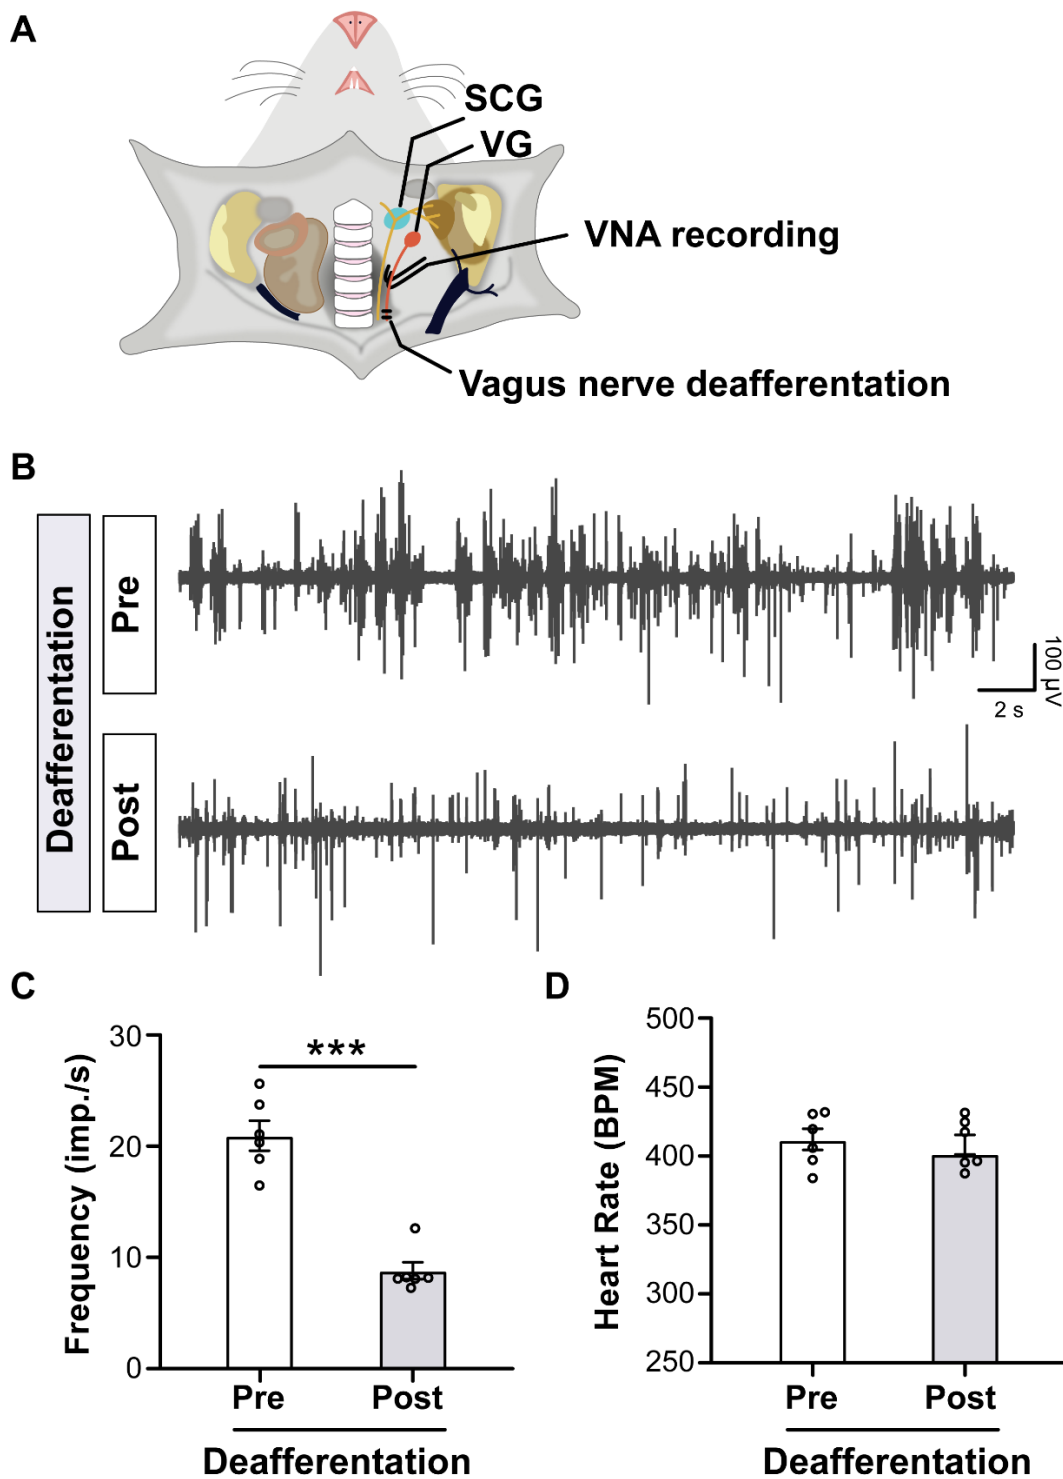 A
SCG
VG
VNA recording
Vagus nerve deafferentation
B
Deafferentation
Pre
Post
100 µV
2 s
C
Frequency (imp./s)
30
20
10
0
***
Pre
Post
Deafferentation
D
Heart Rate (BPM)
500
450
400
350
300
250
Pre
Post
Deafferentation